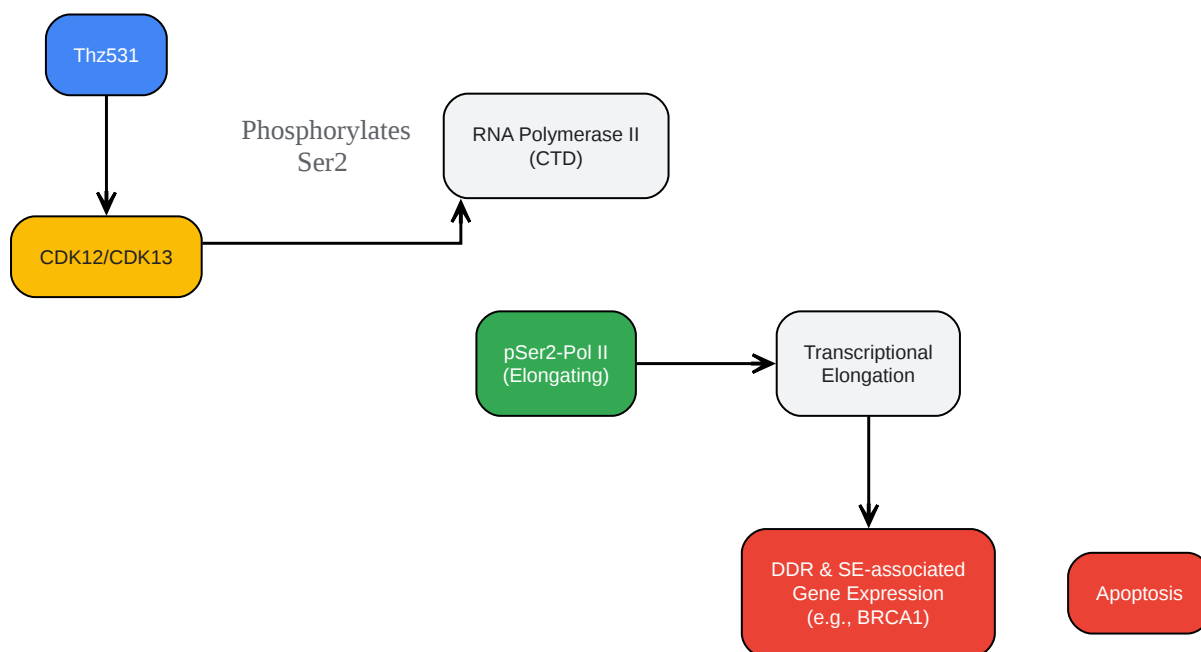 Thz531
Phosphorylates
Ser2
RNA Polymerase II
(CTD)
CDK12/CDK13
pSer2-Pol II
(Elongating)
Transcriptional
Elongation
DDR & SE-associated
Gene Expression
(e.g., BRCA1)
Apoptosis